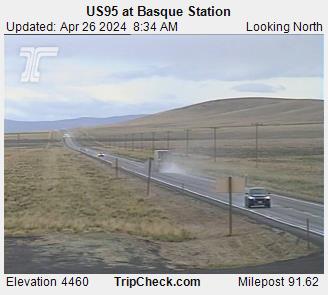 US95 at Basque Station
Updated: Apr 26 2024 8:34 AM Looking North
Elevation 4460 TripCheck.com Milepost 91.62